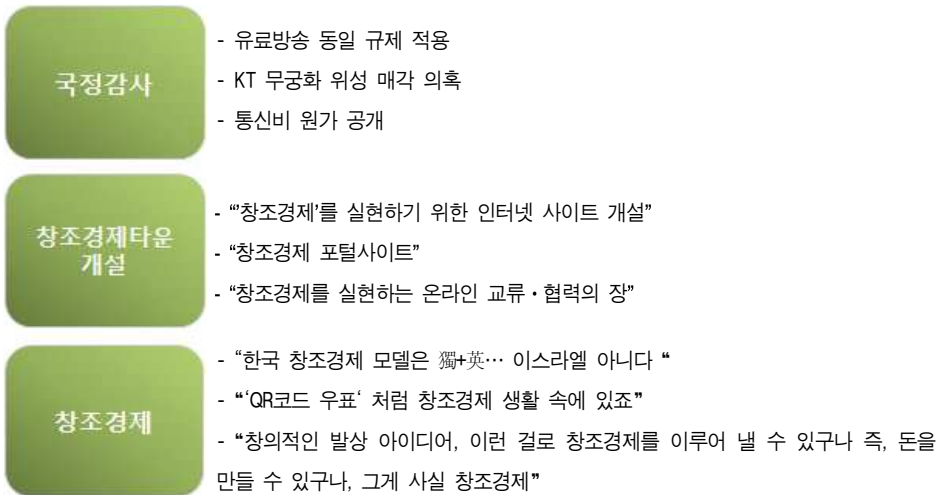 국정감사
- 유료방송 동일 규제 적용
- KT 무궁화 위성 매각 의혹
- 통신비 원가 공개
창조경제타운
개설
- “'창조경제'를 실현하기 위한 인터넷 사이트 개설”
- “창조경제 포털사이트”
- “창조경제를 실현하는 온라인 교류・협력의 장”
창조경제
- “한국 창조경제 모델은 獨+英… 이스라엘 아니다 “
- “‘QR코드 우표‘ 처럼 창조경제 생활 속에 있죠”
- “창의적인 발상 아이디어, 이런 걸로 창조경제를 이루어 낼 수 있구나 즉, 돈을
만들 수 있구나, 그게 사실 창조경제”